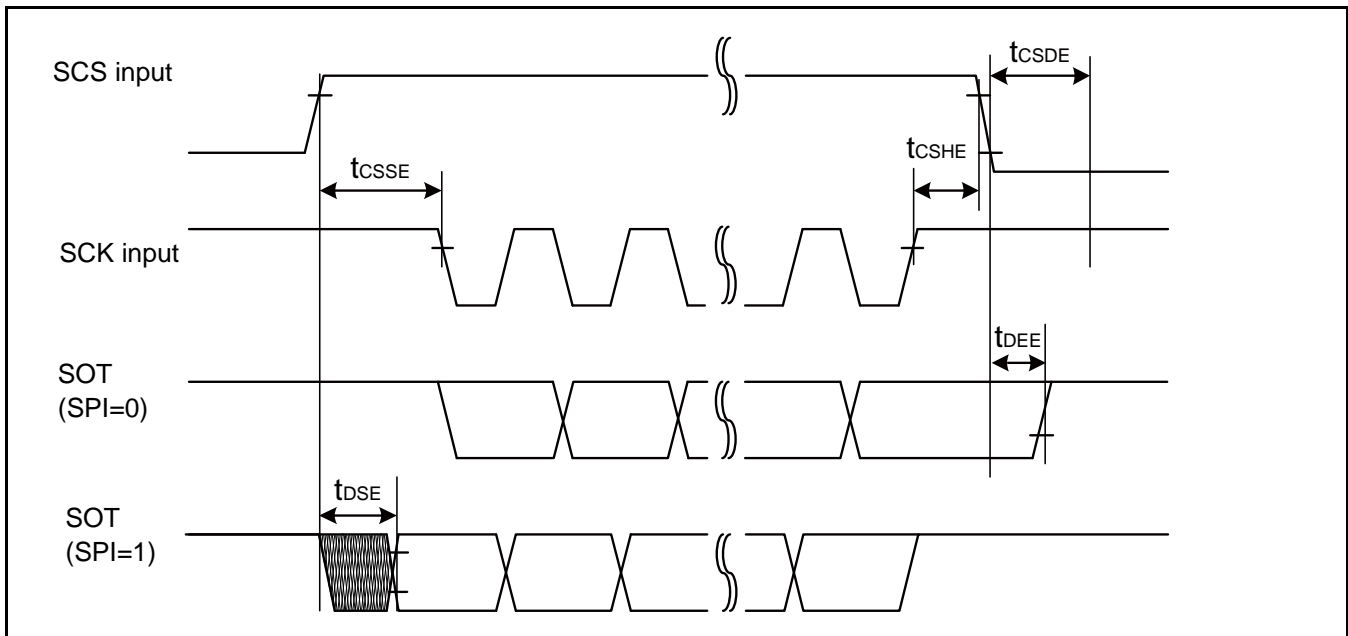 SCS input
tCSDE
tCSHE
tCSSE
SCK input
tDEE
SOT
(SPI=0)
tDSE
SOT
(SPI=1)